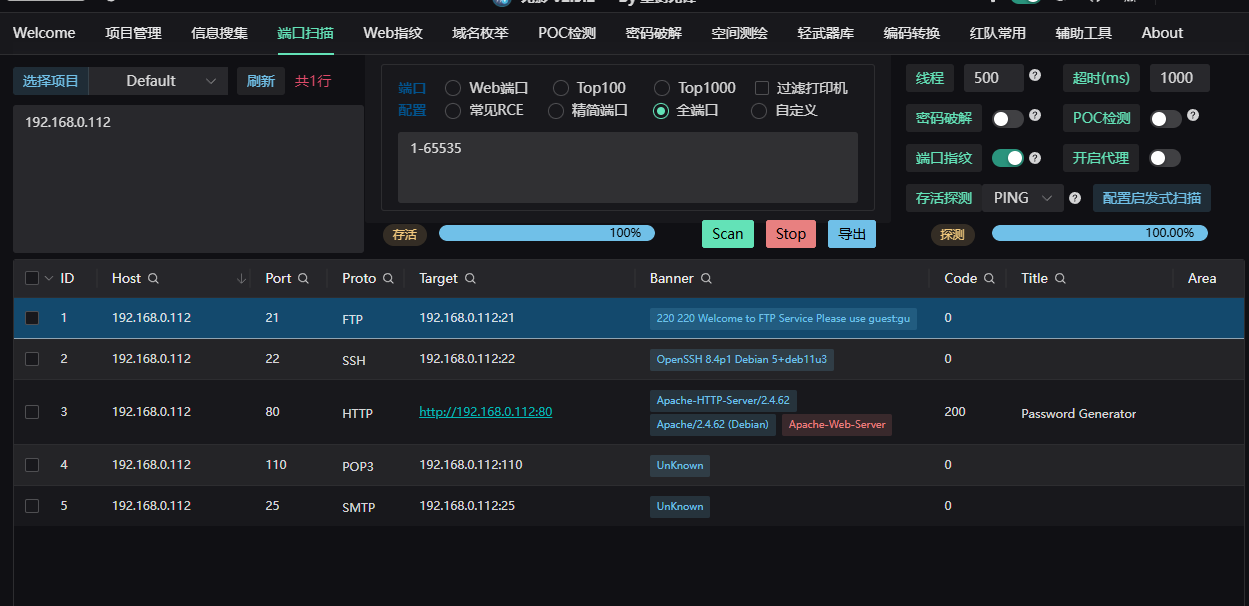 Welcome 项目管理 信息搜集 端口扫描 Web指纹 域名枚举 POC检测 密码破解 空间测绘 轻武器库 编码转换 红队常用 辅助工具 About
选择项目 Default 刷新 共1行
192.168.0.112
端口 Web端口 Top100 Top1000 过滤打印机
配置 常见RCE 精简端口 全端口 自定义
1-65535
线程 500 超时(ms) 1000
密码破解 POC检测
端口指纹 开启代理
存活探测 PING 配置启发式扫描
存活 100% Scan Stop 导出 探测 100.00%
ID Host Port Proto Target Banner Code Title Area
1 192.168.0.112 21 FTP 192.168.0.112:21 220 220 Welcome to FTP Service Please use guest:gu 0
2 192.168.0.112 22 SSH 192.168.0.112:22 OpenSSH 8.4p1 Debian 5+deb11u3 0
3 192.168.0.112 80 HTTP http://192.168.0.112:80 Apache-HTTP-Server/2.4.62 200 Password Generator
Apache/2.4.62 (Debian) Apache-Web-Server
4 192.168.0.112 110 POP3 192.168.0.112:110 UnKnown 0
5 192.168.0.112 25 SMTP 192.168.0.112:25 UnKnown 0